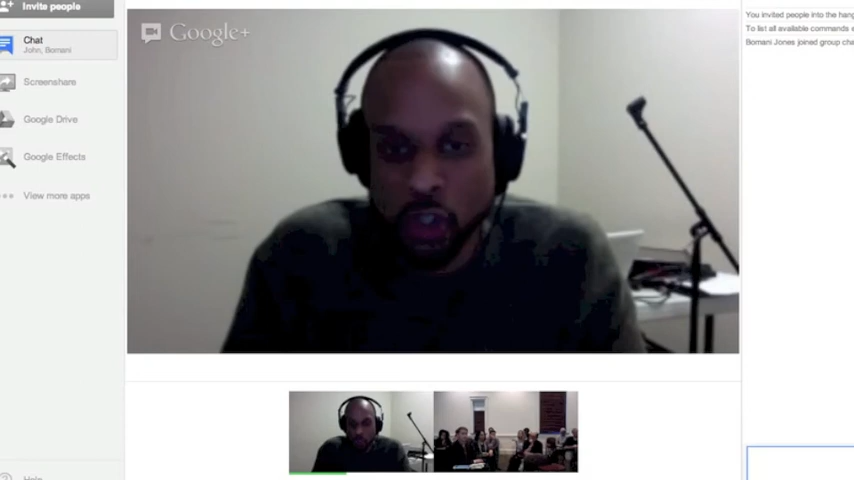 Invite people
Chat
John, Bomani
Screenshare
Google Drive
Google Effects
View more apps
Help
Google+
You invited people into the hang
To list all available commands e
Bomani Jones joined group cha